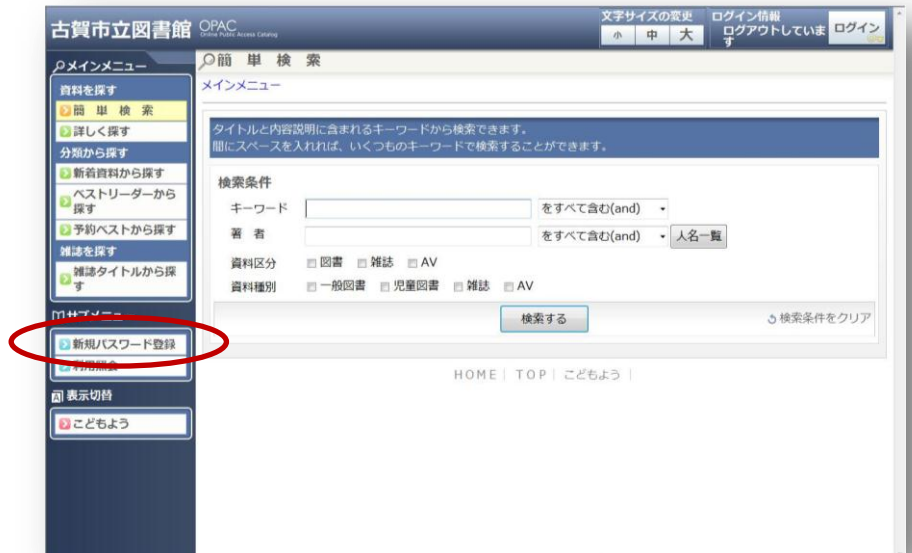 古賀市立図書館 OPAC
Online Public Access Catalog
文字サイズの変更
小 中 大
ログイン情報
ログアウトしていま
す
ログイン
メインメニュー
資料を探す
簡 単 検 索
詳しく探す
分類から探す
新着資料から探す
ベストリーダーから
探す
予約ベストから探す
雑誌を探す
雑誌タイトルから探
す
サブメニュー
新規パスワード登録
利用照会
表示切替
こどもよう
簡 単 検 索
メインメニュー
タイトルと内容説明に含まれるキーワードから検索できます。
間にスペースを入れれば、いくつものキーワードで検索することができます。
検索条件
キーワード をすべて含む(and)
著 者 をすべて含む(and) 人名一覧
資料区分 図書 雑誌 AV
資料種別 一般図書 児童図書 雑誌 AV
検索する 検索条件をクリア
HOME｜TOP｜こどもよう｜